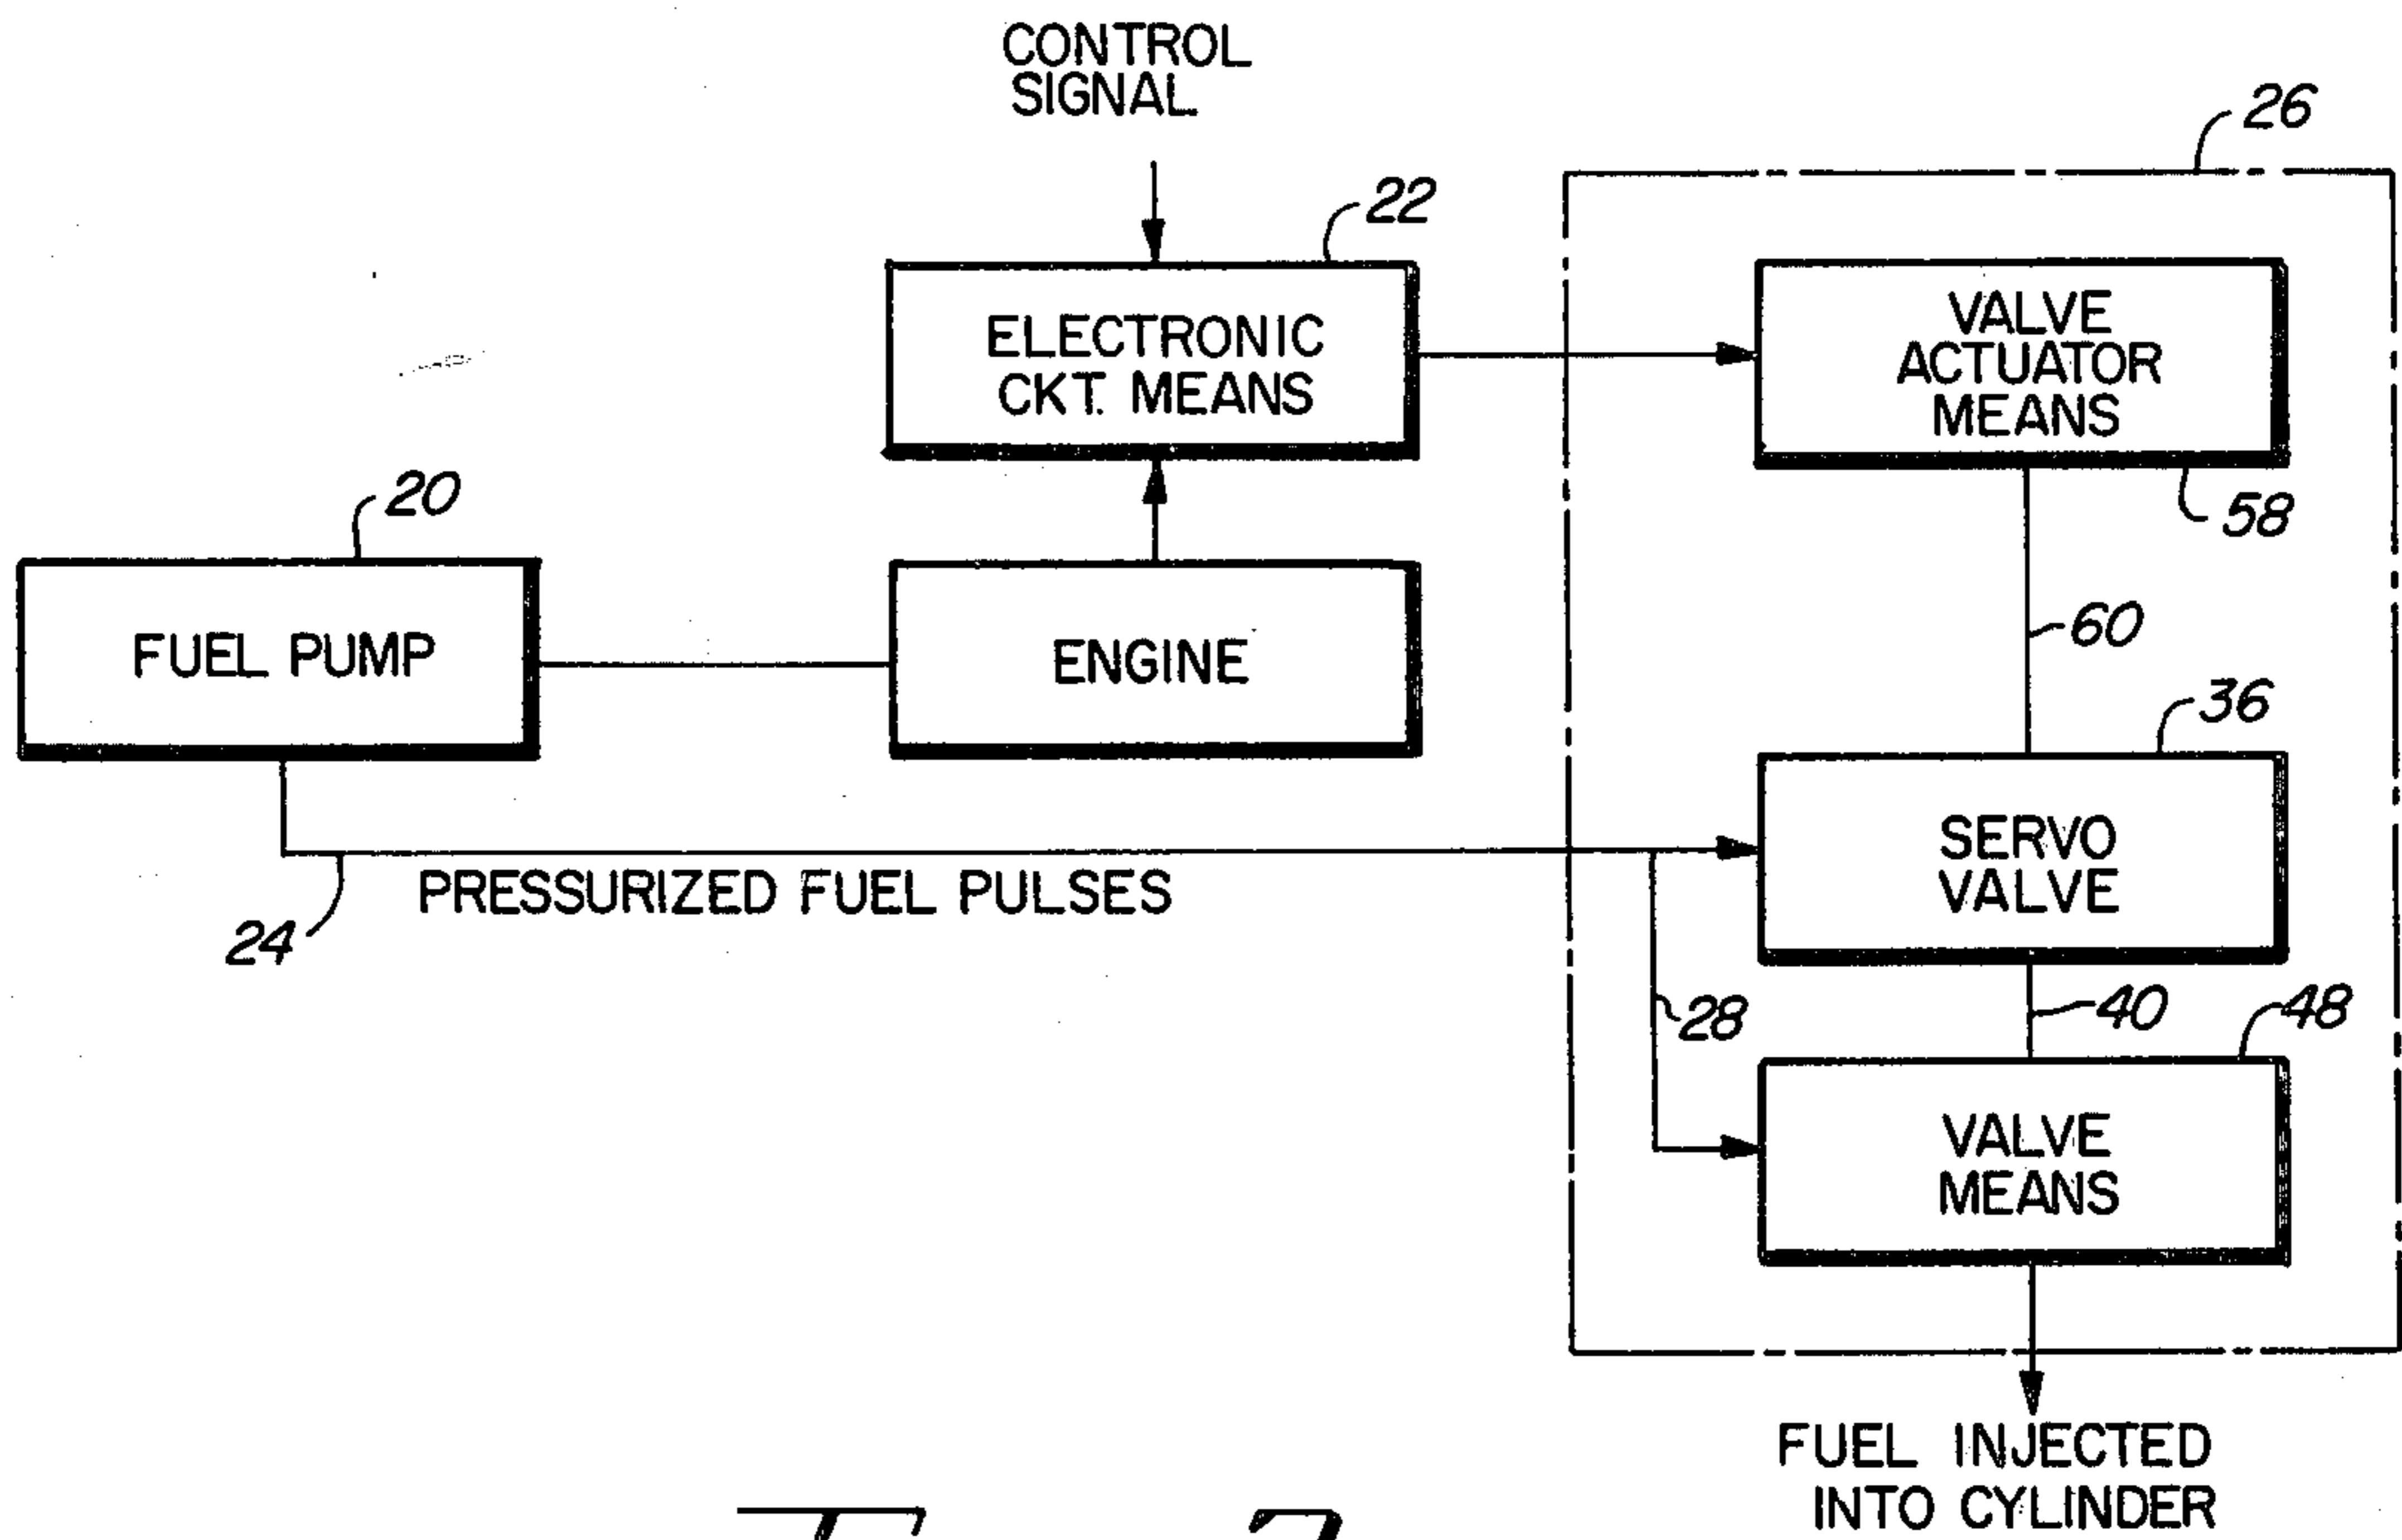 CONTROL
SIGNAL
26
22
ELECTRONIC
CKT. MEANS
VALVE
ACTUATOR
MEANS
58
20
FUEL PUMP
ENGINE
60
36
SERVO
VALVE
24
PRESSURIZED FUEL PULSES
28
40
48
VALVE
MEANS
FUEL INJECTED
INTO CYLINDER